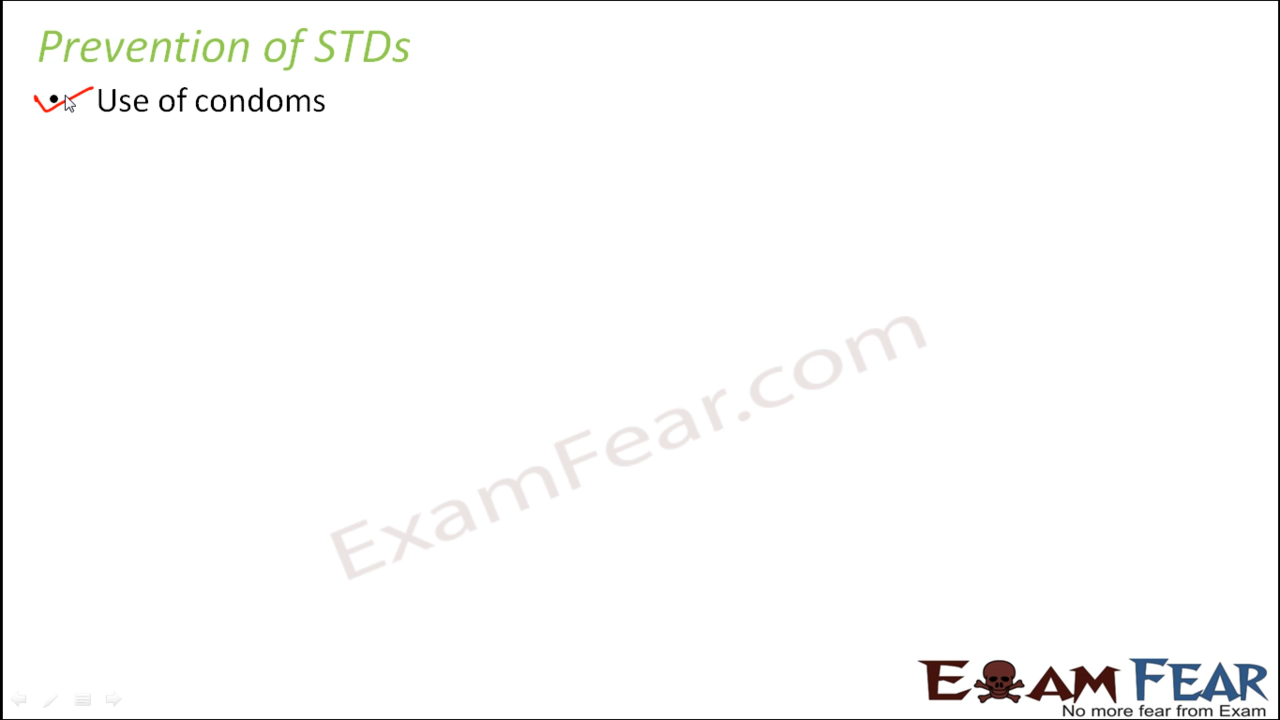 Prevention of STDs
• Use of condoms
ExamFear.com
EXAM FEAR
No more fear from Exam